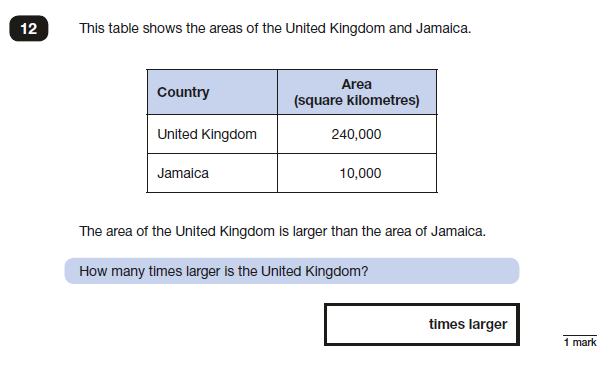 12
This table shows the areas of the United Kingdom and Jamaica.
Country
Area
(square kilometres)
United Kingdom 240,000
Jamaica 10,000
The area of the United Kingdom is larger than the area of Jamaica.
How many times larger is the United Kingdom?
times larger
1 mark